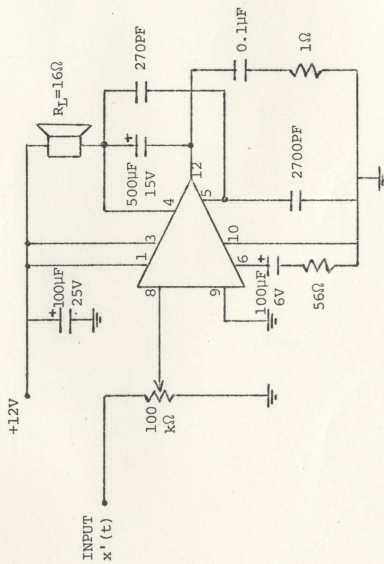 INPUT
x'(t)
+12V
100
kΩ
100μF
25V
+
8
9
1
3
4
6
10
5
12
100μF
6V
+
56Ω
RL=16Ω
500μF
15V
+
270PF
2700PF
0.1μF
1Ω